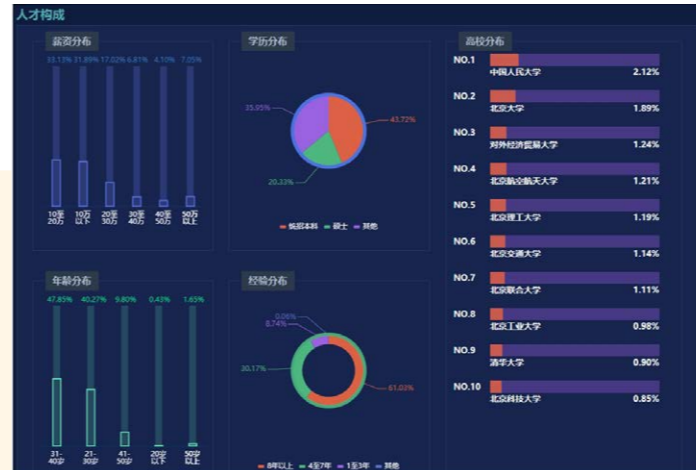 人才构成
薪资分布
33.13% 31.89% 17.02% 6.81% 4.10% 7.05%
10至20万
10万以下
20至30万
30至40万
40至50万
50万以上
学历分布
35.95%
43.72%
20.33%
统招本科 硕士 其他
高校分布
NO.1
中国人民大学 2.12%
NO.2
北京大学 1.89%
NO.3
对外经济贸易大学 1.24%
NO.4
北京航空航天大学 1.21%
NO.5
北京理工大学 1.19%
NO.6
北京交通大学 1.14%
NO.7
北京联合大学 1.11%
NO.8
北京工业大学 0.98%
NO.9
清华大学 0.90%
NO.10
北京科技大学 0.85%
年龄分布
47.85% 40.27% 9.80% 0.43% 1.65%
31-40岁
21-30岁
41-50岁
20岁以下
50岁以上
经验分布
0.06%
8.74%
30.17%
61.03%
8年以上 4至7年 1至3年 其他